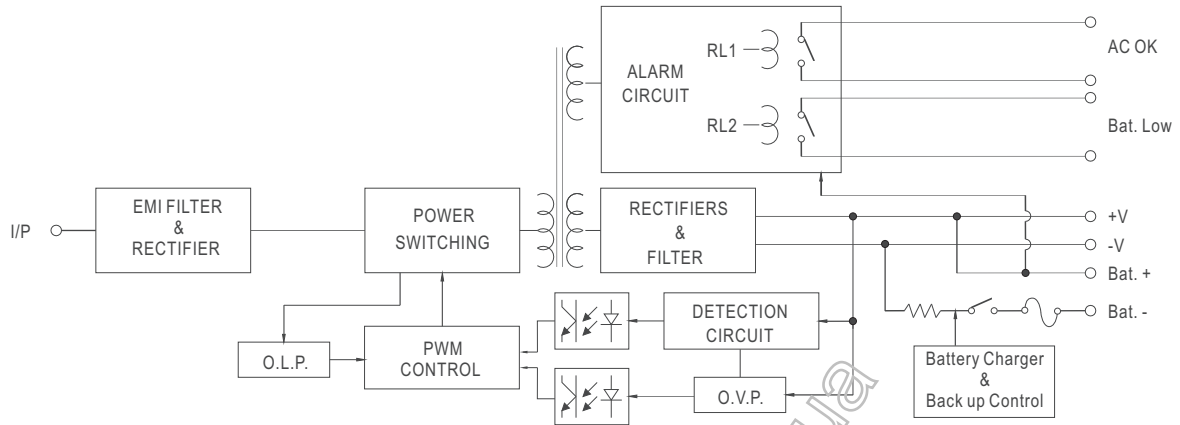 RL1
RL2
ALARM
CIRCUIT
AC OK
Bat. Low
I/P
EMI FILTER
&
RECTIFIER
POWER
SWITCHING
RECTIFIERS
&
FILTER
+V
-V
Bat. +
Bat. -
O.L.P.
PWM
CONTROL
DETECTION
CIRCUIT
O.V.P.
Battery Charger
&
Back up Control
ua